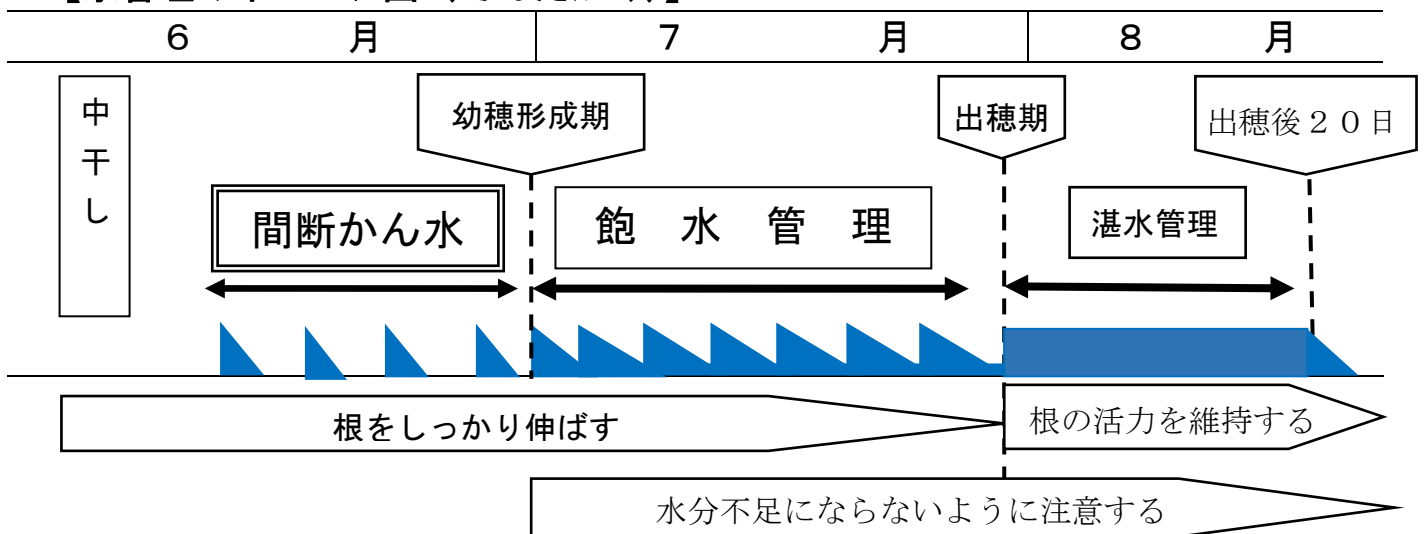 6 月 7 月 8 月
中干し
幼穂形成期
出穂期
出穂後20日
間断かん水
飽水管理
湛水管理
根をしっかり伸ばす
根の活力を維持する
水分不足にならないように注意する